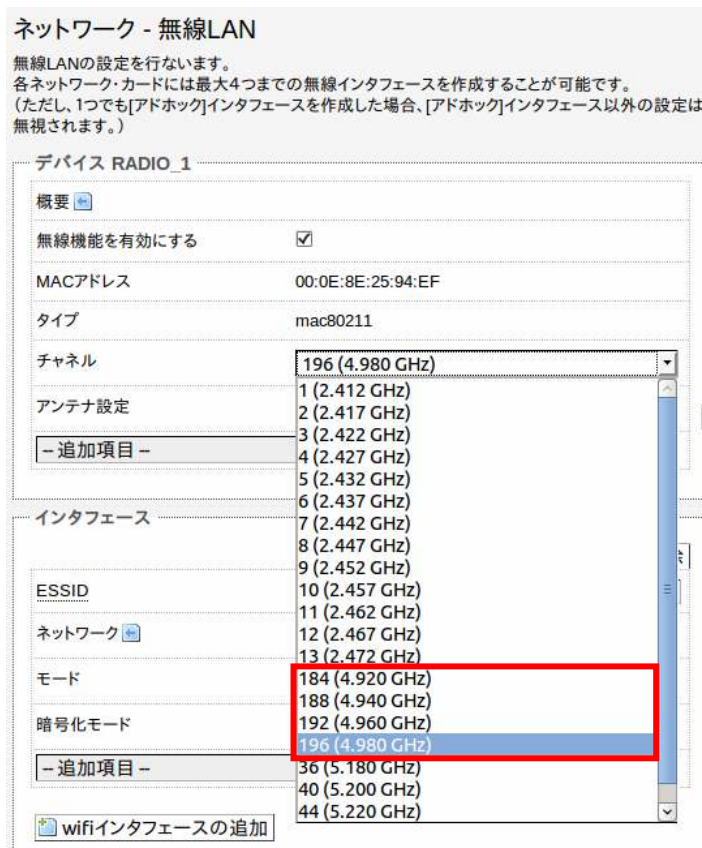 ネットワーク - 無線LAN
無線LANの設定を行ないます。
各ネットワーク・カードには最大4つまでの無線インタフェースを作成することが可能です。
(ただし、1つでも[アドホック]インタフェースを作成した場合、[アドホック]インタフェース以外の設定は
無視されます。)
デバイス RADIO_1
概要
無線機能を有効にする
MACアドレス 00:0E:8E:25:94:EF
タイプ mac80211
チャネル 196 (4.980 GHz)
アンテナ設定
-- 追加項目 --
1 (2.412 GHz)
2 (2.417 GHz)
3 (2.422 GHz)
4 (2.427 GHz)
5 (2.432 GHz)
6 (2.437 GHz)
7 (2.442 GHz)
8 (2.447 GHz)
9 (2.452 GHz)
10 (2.457 GHz)
11 (2.462 GHz)
12 (2.467 GHz)
13 (2.472 GHz)
184 (4.920 GHz)
188 (4.940 GHz)
192 (4.960 GHz)
196 (4.980 GHz)
36 (5.180 GHz)
40 (5.200 GHz)
44 (5.220 GHz)
インタフェース
ESSID
ネットワーク
モード
暗号化モード
-- 追加項目 --
wifiインタフェースの追加